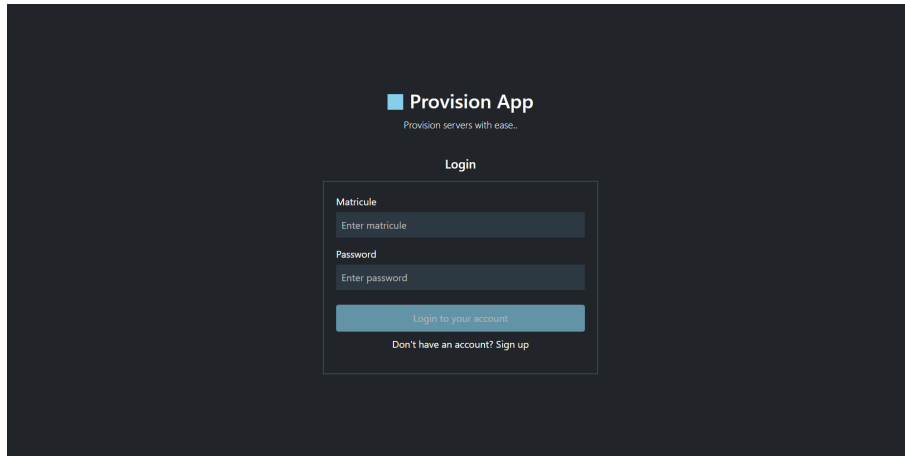 Provision App
Provision servers with ease..
Login
Matricule
Enter matricule
Password
Enter password
Login to your account
Don't have an account? Sign up